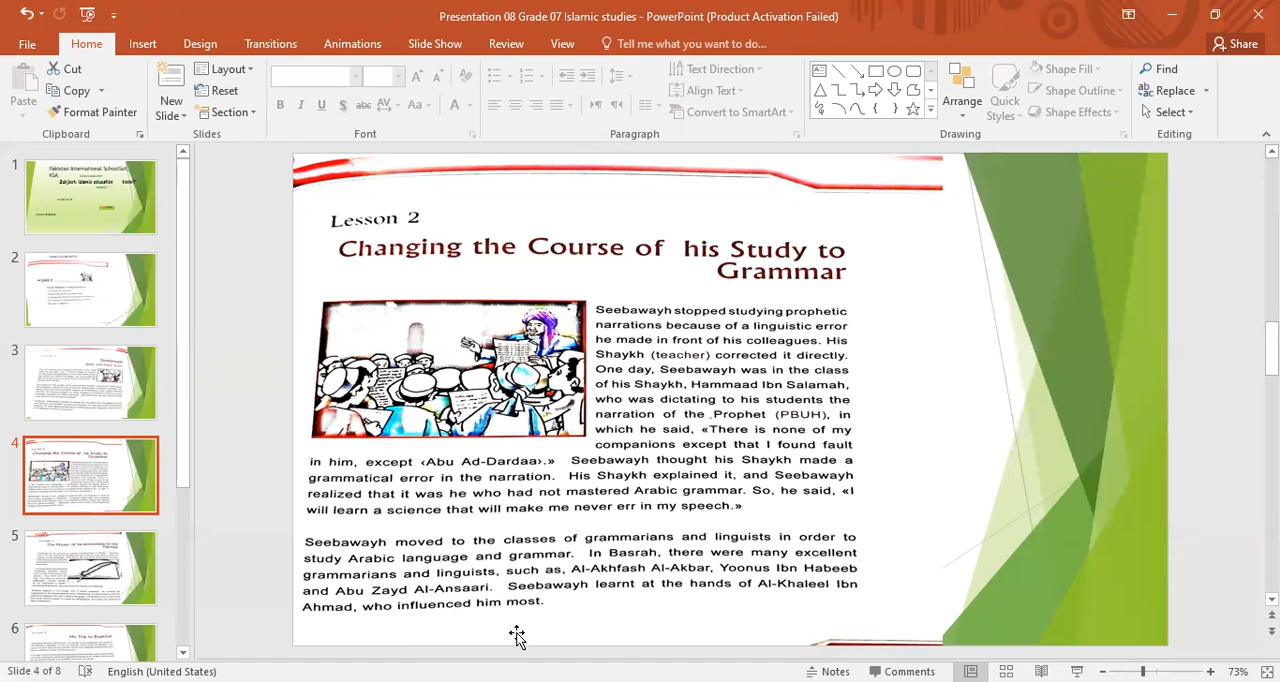 Presentation 08 Grade 07 Islamic studies - PowerPoint (Product Activation Failed)
File Home Insert Design Transitions Animations Slide Show Review View Tell me what you want to do... Share
Paste
Cut
Copy
Format Painter
Clipboard
New Slide
Layout
Reset
Section
Slides
Font
Text Direction
Align Text
Convert to SmartArt
Paragraph
Arrange
Quick Styles
Shape Fill
Shape Outline
Shape Effects
Drawing
Find
Replace
Select
Editing
1
2
3
4
5
6
Lesson 2
Changing the Course of his Study to
Grammar
Seebawayh stopped studying prophetic
narrations because of a linguistic error
he made in front of his colleagues. His
Shaykh (teacher) corrected it directly.
One day, Seebawayh was in the class
of his Shaykh, Hammaad Ibn Salamah,
who was dictating to his students the
narration of the Prophet (PBUH), in
which he said, «There is none of my
companions except that I found fault
in him, except ‹Abu Ad-Darda›.» Seebawayh thought his Shaykh made a
grammatical error in the narration. His Shaykh explained it, and Seebawayh
realized that it was he who had not mastered Arabic grammar. So, he said, «I
will learn a science that will make me never err in my speech.»
Seebawayh moved to the classes of grammarians and linguists in order to
study Arabic language and grammar. In Basrah, there were many excellent
grammarians and linguists, such as, Al-Akhfash Al-Akbar, Yoonus Ibn Habeeb
and Abu Zayd Al-Ansaari. Seebawayh learnt at the hands of Al-Khaleel Ibn
Ahmad, who influenced him most.
Slide 4 of 8 English (United States) Notes Comments 73%